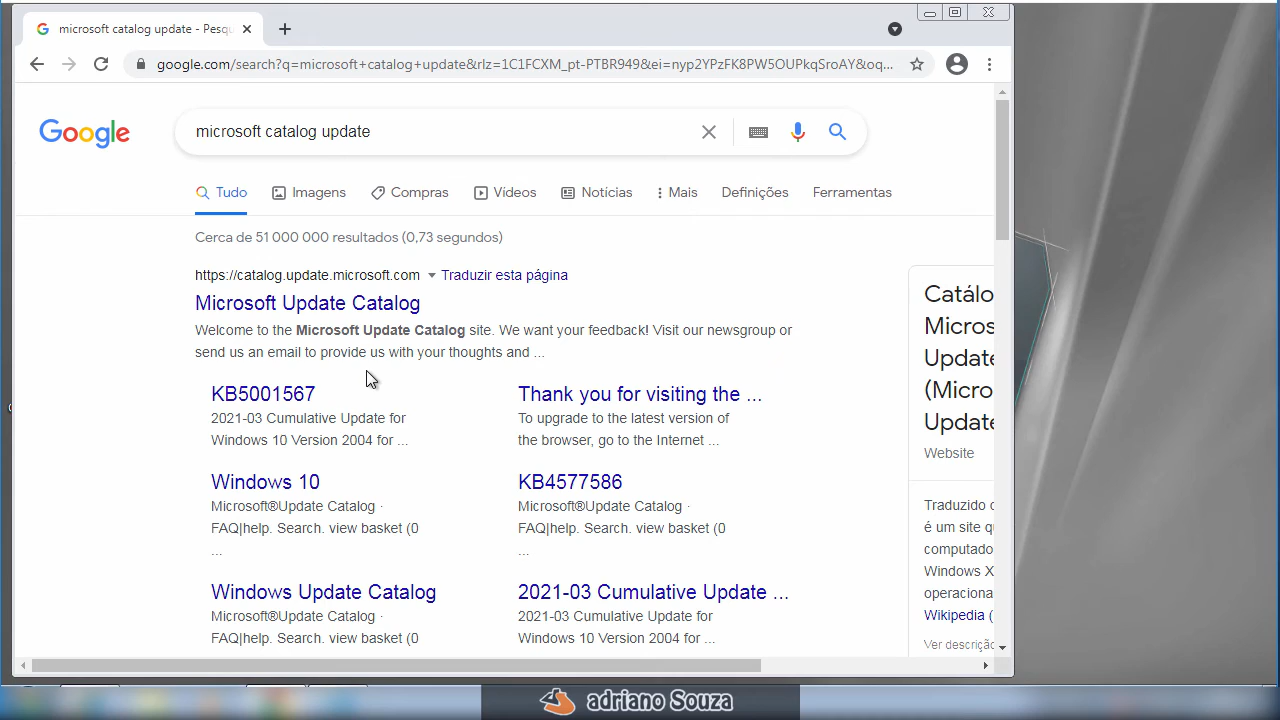 microsoft catalog update - Pesqu
google.com/search?q=microsoft+catalog+update&rlz=1C1FCXM_pt-PTBR949&ei=nyp2YPzFK8PW5OUPkqSroAY&oq...
Google
microsoft catalog update
Tudo Imagens Compras Vídeos Notícias Mais Definições Ferramentas
Cerca de 51 000 000 resultados (0,73 segundos)
https://catalog.update.microsoft.com Traduzir esta página
Microsoft Update Catalog
Welcome to the Microsoft Update Catalog site. We want your feedback! Visit our newsgroup or
send us an email to provide us with your thoughts and ...
KB5001567
2021-03 Cumulative Update for
Windows 10 Version 2004 for ...
Thank you for visiting the ...
To upgrade to the latest version of
the browser, go to the Internet ...
Windows 10
Microsoft®Update Catalog ·
FAQ|help. Search. view basket (0
...
KB4577586
Microsoft®Update Catalog ·
FAQ|help. Search. view basket (0
...
Windows Update Catalog
Microsoft®Update Catalog ·
FAQ|help. Search. view basket (0
2021-03 Cumulative Update ...
2021-03 Cumulative Update for
Windows 10 Version 2004 for ...
Catálo
Micros
Update
(Micro
Update
Website
Traduzido d
é um site qu
computado
Windows X
operaciona
Wikipedia (
Ver descriçã
adriano Souza